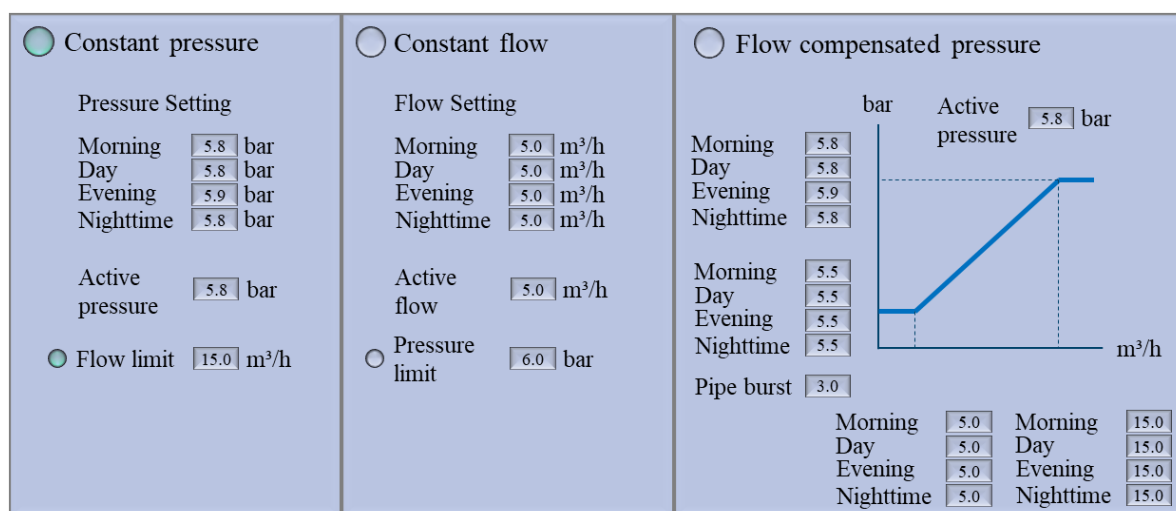 Constant pressure
Pressure Setting
Morning 5.8 bar
Day 5.8 bar
Evening 5.9 bar
Nighttime 5.8 bar
Active
pressure 5.8 bar
Flow limit 15.0 m³/h
Constant flow
Flow Setting
Morning 5.0 m³/h
Day 5.0 m³/h
Evening 5.0 m³/h
Nighttime 5.0 m³/h
Active
flow 5.0 m³/h
Pressure
limit 6.0 bar
Flow compensated pressure
bar
Active
pressure 5.8 bar
Morning 5.8
Day 5.8
Evening 5.9
Nighttime 5.8
Morning 5.5
Day 5.5
Evening 5.5
Nighttime 5.5
m³/h
Pipe burst 3.0
Morning 5.0
Day 5.0
Evening 5.0
Nighttime 5.0
Morning 15.0
Day 15.0
Evening 15.0
Nighttime 15.0